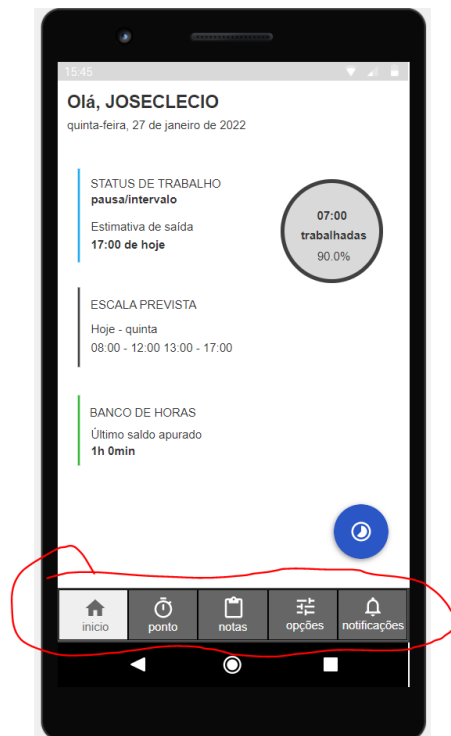 15:45
Olá, JOSECLECIO
quinta-feira, 27 de janeiro de 2022
STATUS DE TRABALHO
pausa/intervalo
Estimativa de saída
17:00 de hoje
07:00
trabalhadas
90.0%
ESCALA PREVISTA
Hoje - quinta
08:00 - 12:00 13:00 - 17:00
BANCO DE HORAS
Último saldo apurado
1h 0min
inicio ponto notas opções notificações